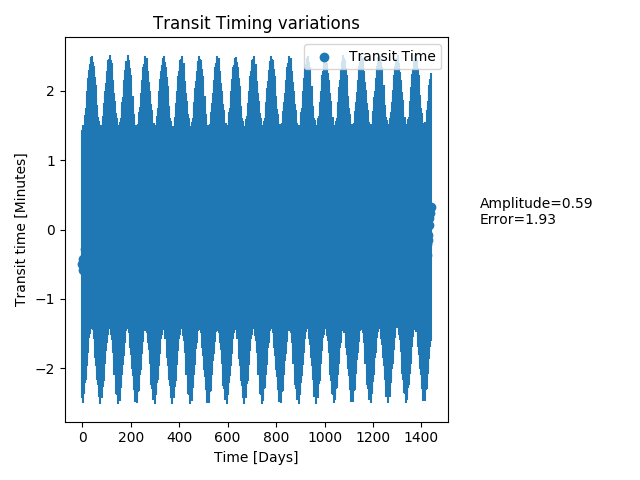 Transit Timing variations
Transit Time
Transit time [Minutes]
2
1
0
−1
−2
0 200 400 600 800 1000 1200 1400
Time [Days]
Amplitude=0.59
Error=1.93